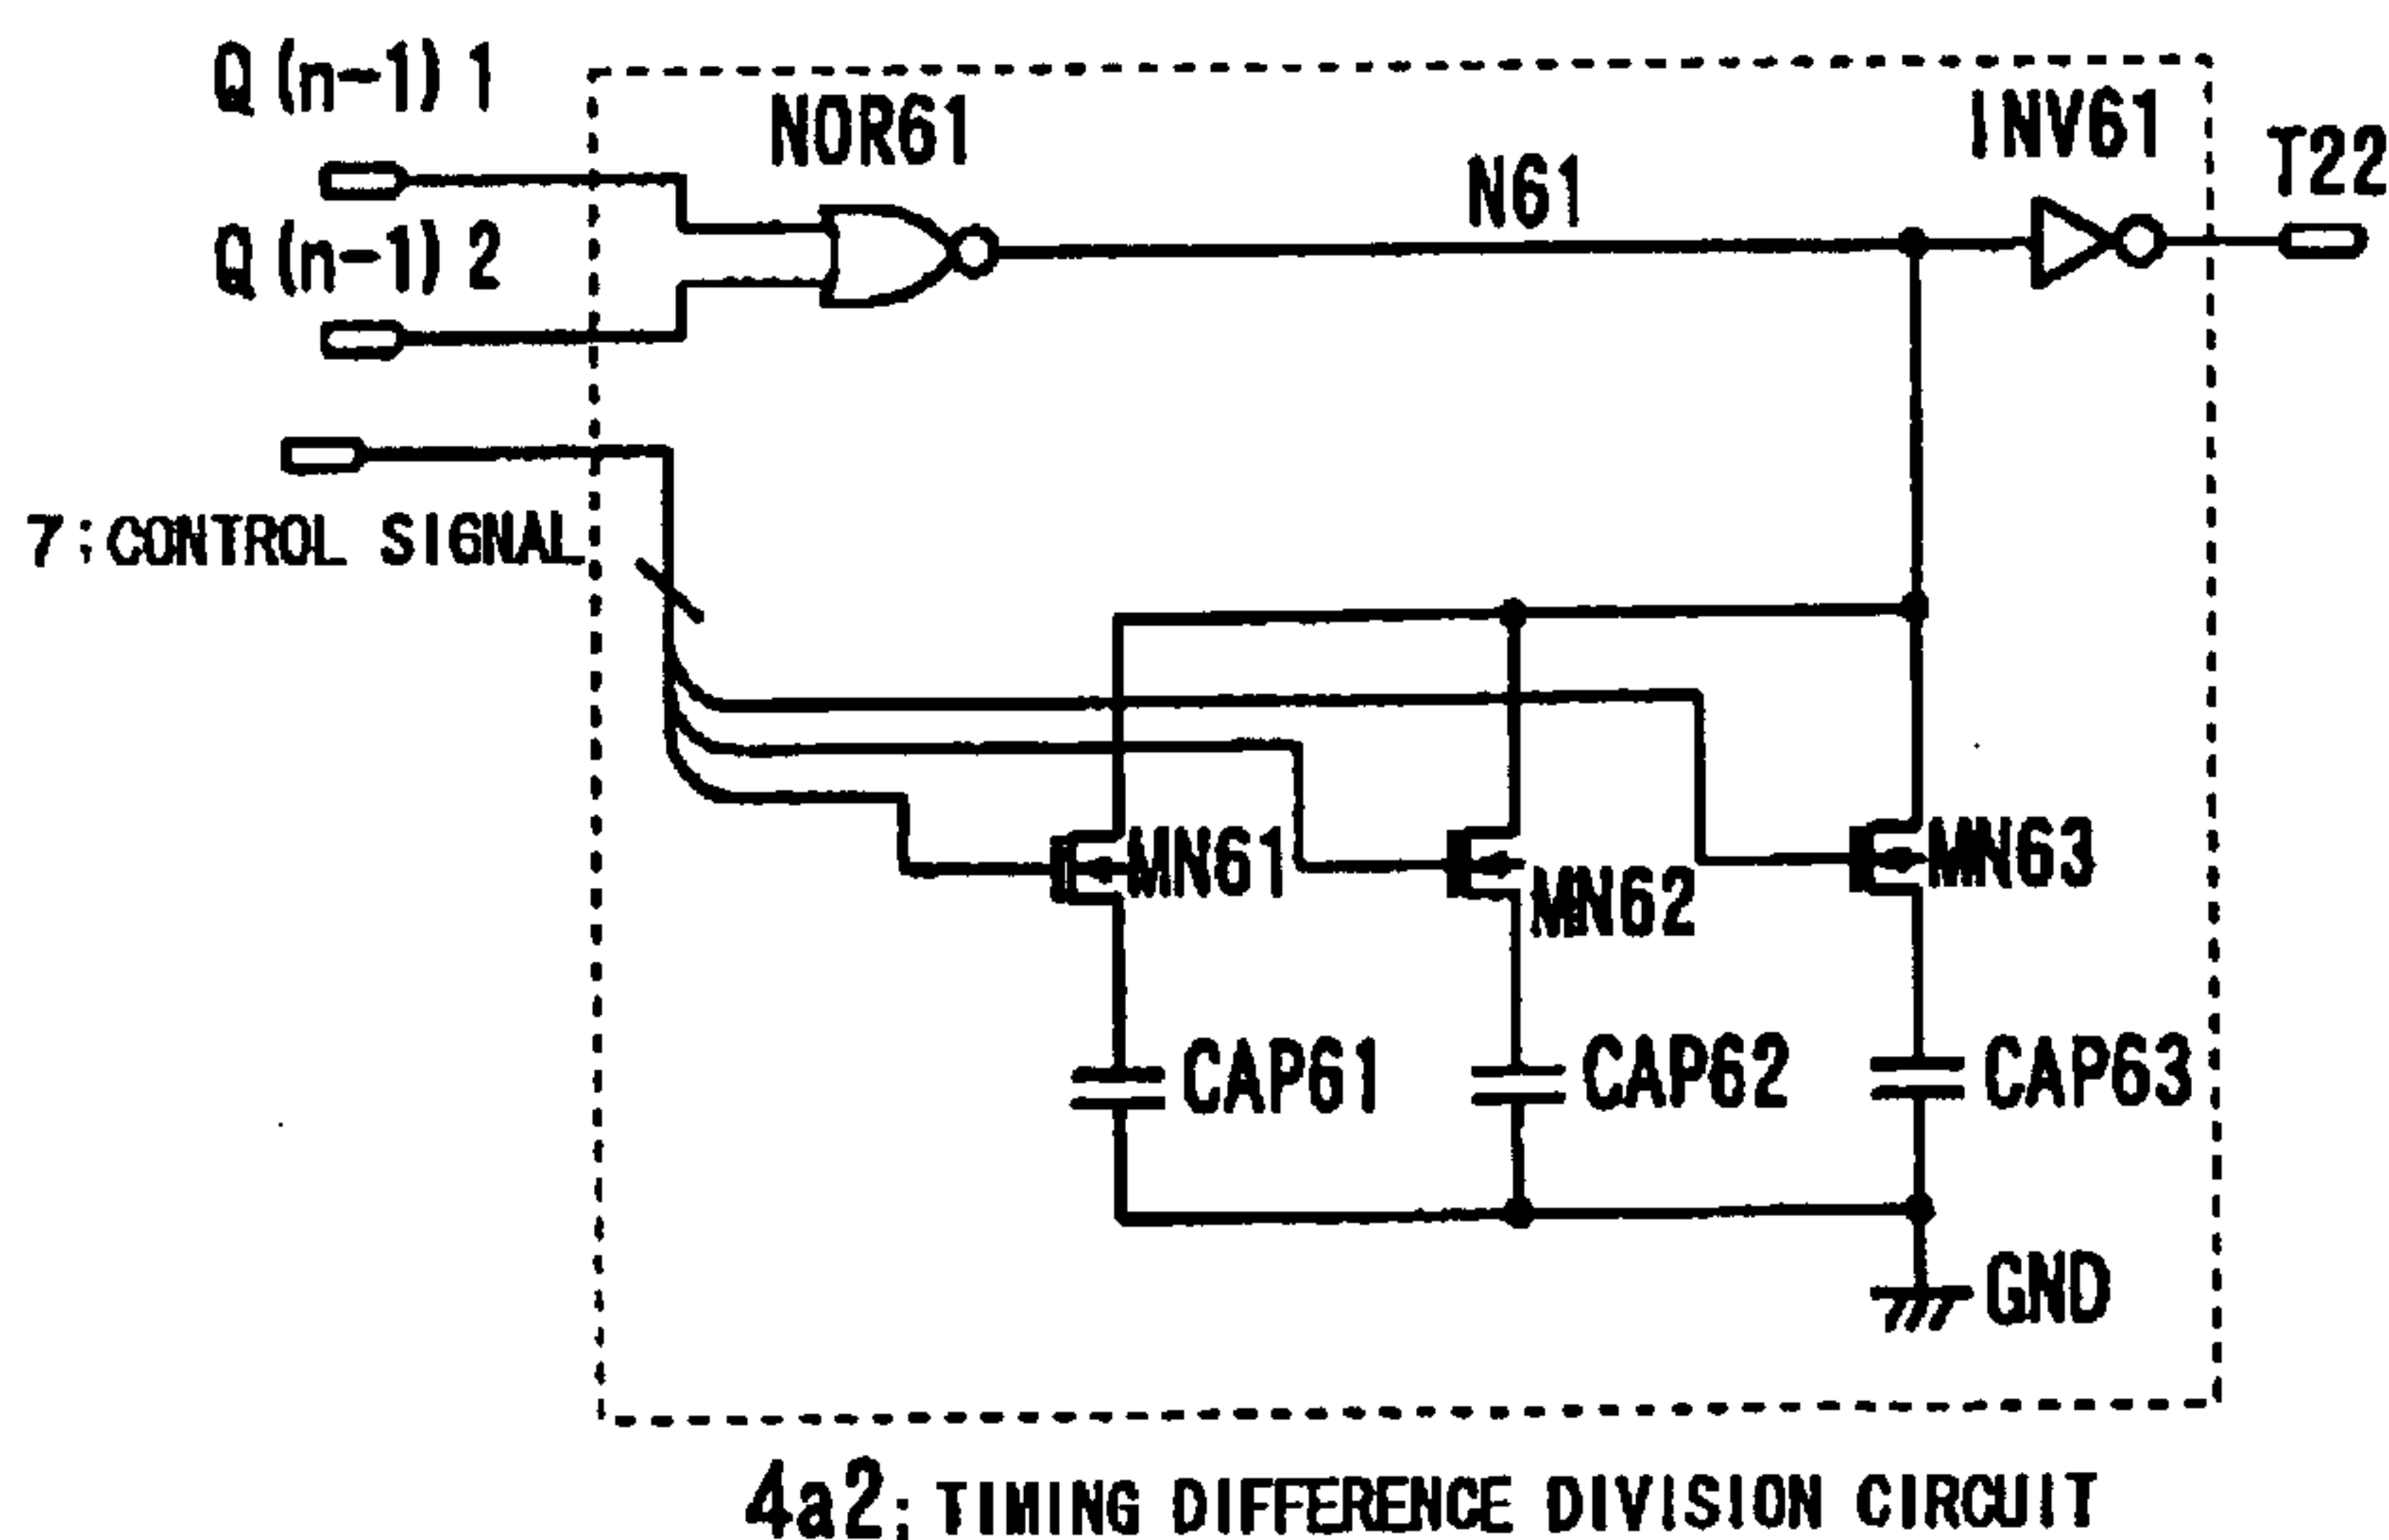 Q(n-1)1
NOR61
INV61
T22
N61
Q(n-1)2
7:CONTROL SIGNAL
MN61
MN62
MN63
CAP61
CAP62
CAP63
GND
4a2; TIMING DIFFERENCE DIVISION CIRCUIT